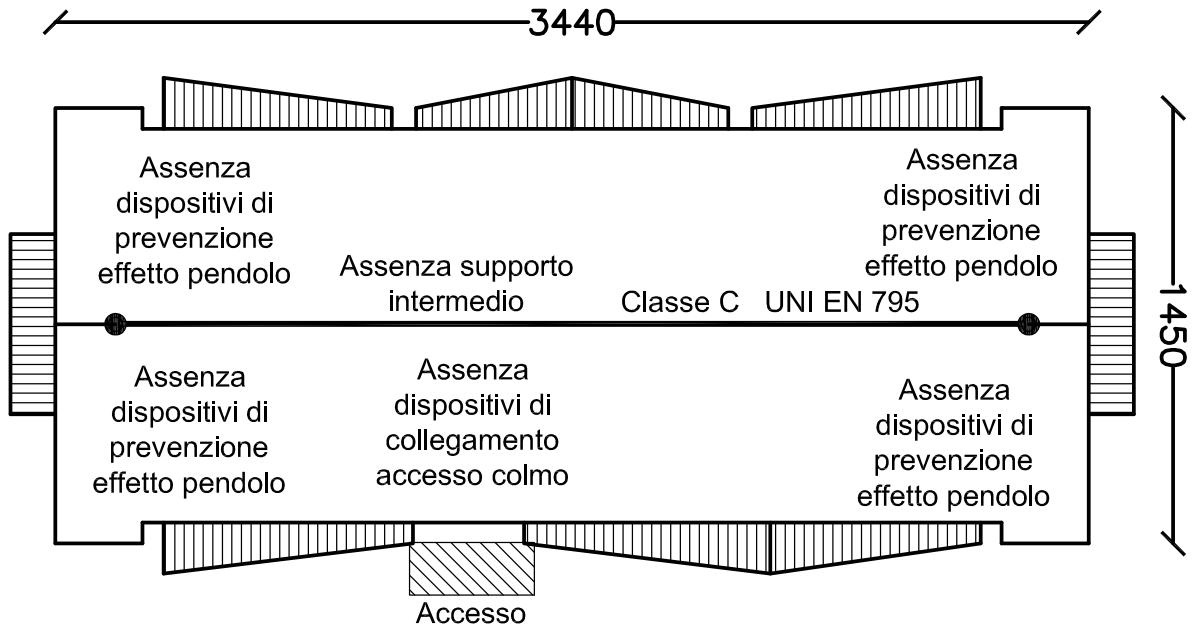 3440
Assenza
dispositivi di
prevenzione
effetto pendolo
Assenza
dispositivi di
prevenzione
effetto pendolo
Assenza supporto
intermedio
Classe C UNI EN 795
1450
Assenza
dispositivi di
prevenzione
effetto pendolo
Assenza
dispositivi di
collegamento
accesso colmo
Assenza
dispositivi di
prevenzione
effetto pendolo
Accesso